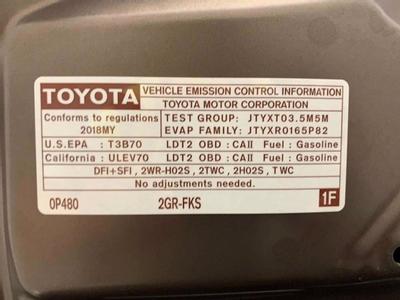 TOYOTA
VEHICLE EMISSION CONTROL INFORMATION
TOYOTA MOTOR CORPORATION
Conforms to regulations
2018MY
TEST GROUP: JTYXT03.5M5M
EVAP FAMILY: JTYXR0165P82
U.S.EPA : T3B70 LDT2 OBD : CAII Fuel : Gasoline
California : ULEV70 LDT2 OBD : CAII Fuel : Gasoline
DFI+SFI , 2WR-HO2S , 2TWC , 2HO2S , TWC
No adjustments needed.
0P480 2GR-FKS 1F